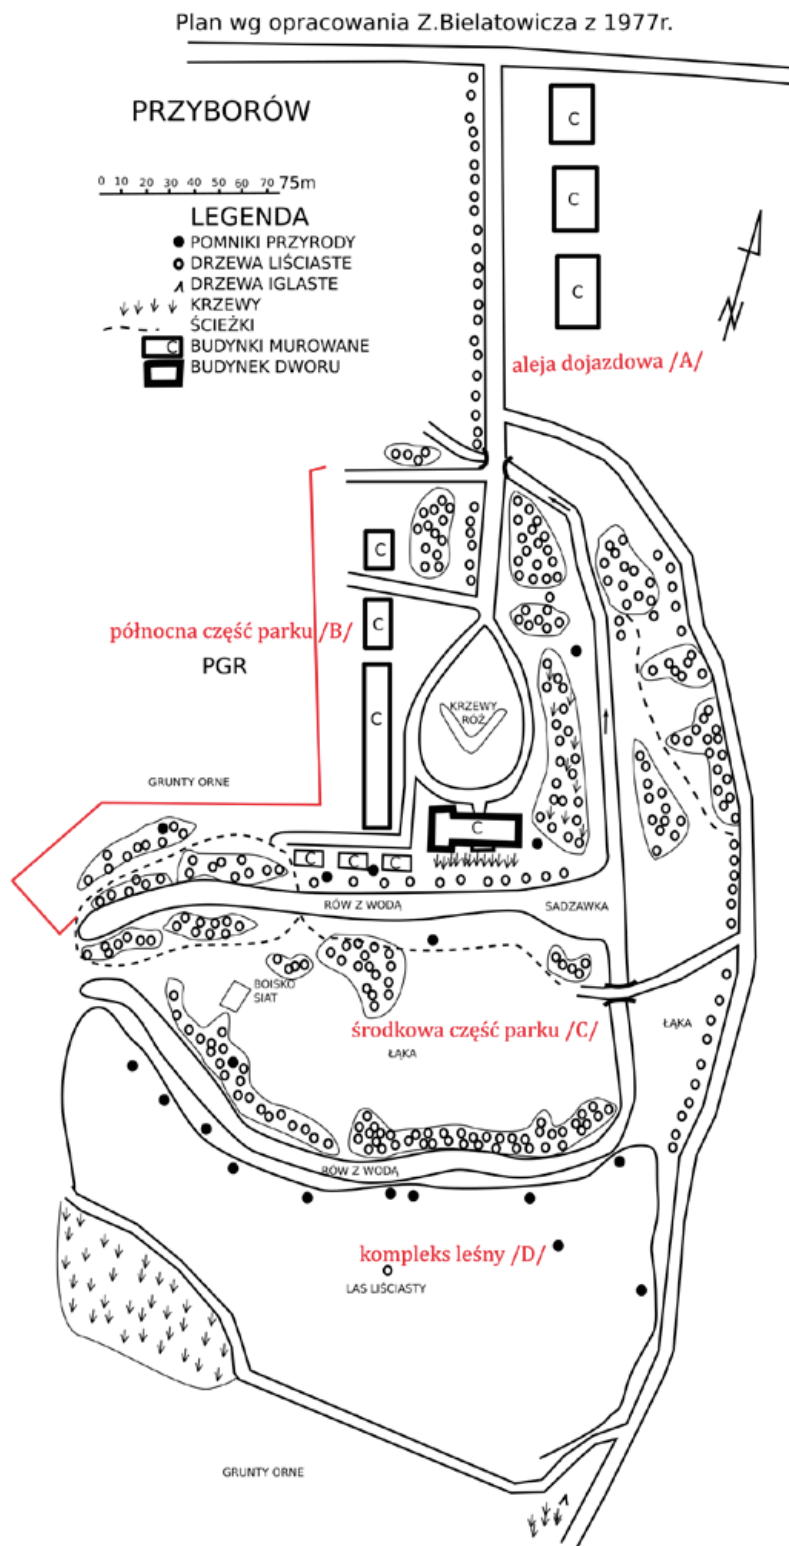 Plan wg opracowania Z.Bielatowicza z 1977r.
PRZYBORÓW
0 10 20 30 40 50 60 70 75m
LEGENDA
POMNIKI PRZYRODY
DRZEWA LIŚCIASTE
DRZEWA IGLASTE
KRZEWY
ŚCIEŻKI
C BUDYNKI MUROWANE
BUDYNEK DWORU
C
C
C
N
aleja dojazdowa /A/
C
C
północna część parku /B/
PGR
C
KRZEWY
RÓŻ
GRUNTY ORNE
C
C
C
C
RÓW Z WODĄ
SADZAWKA
BOISKO
SIAT
środkowa część parku /C/
ŁĄKA
ŁĄKA
RÓW Z WODĄ
kompleks leśny /D/
LAS LIŚCIASTY
GRUNTY ORNE